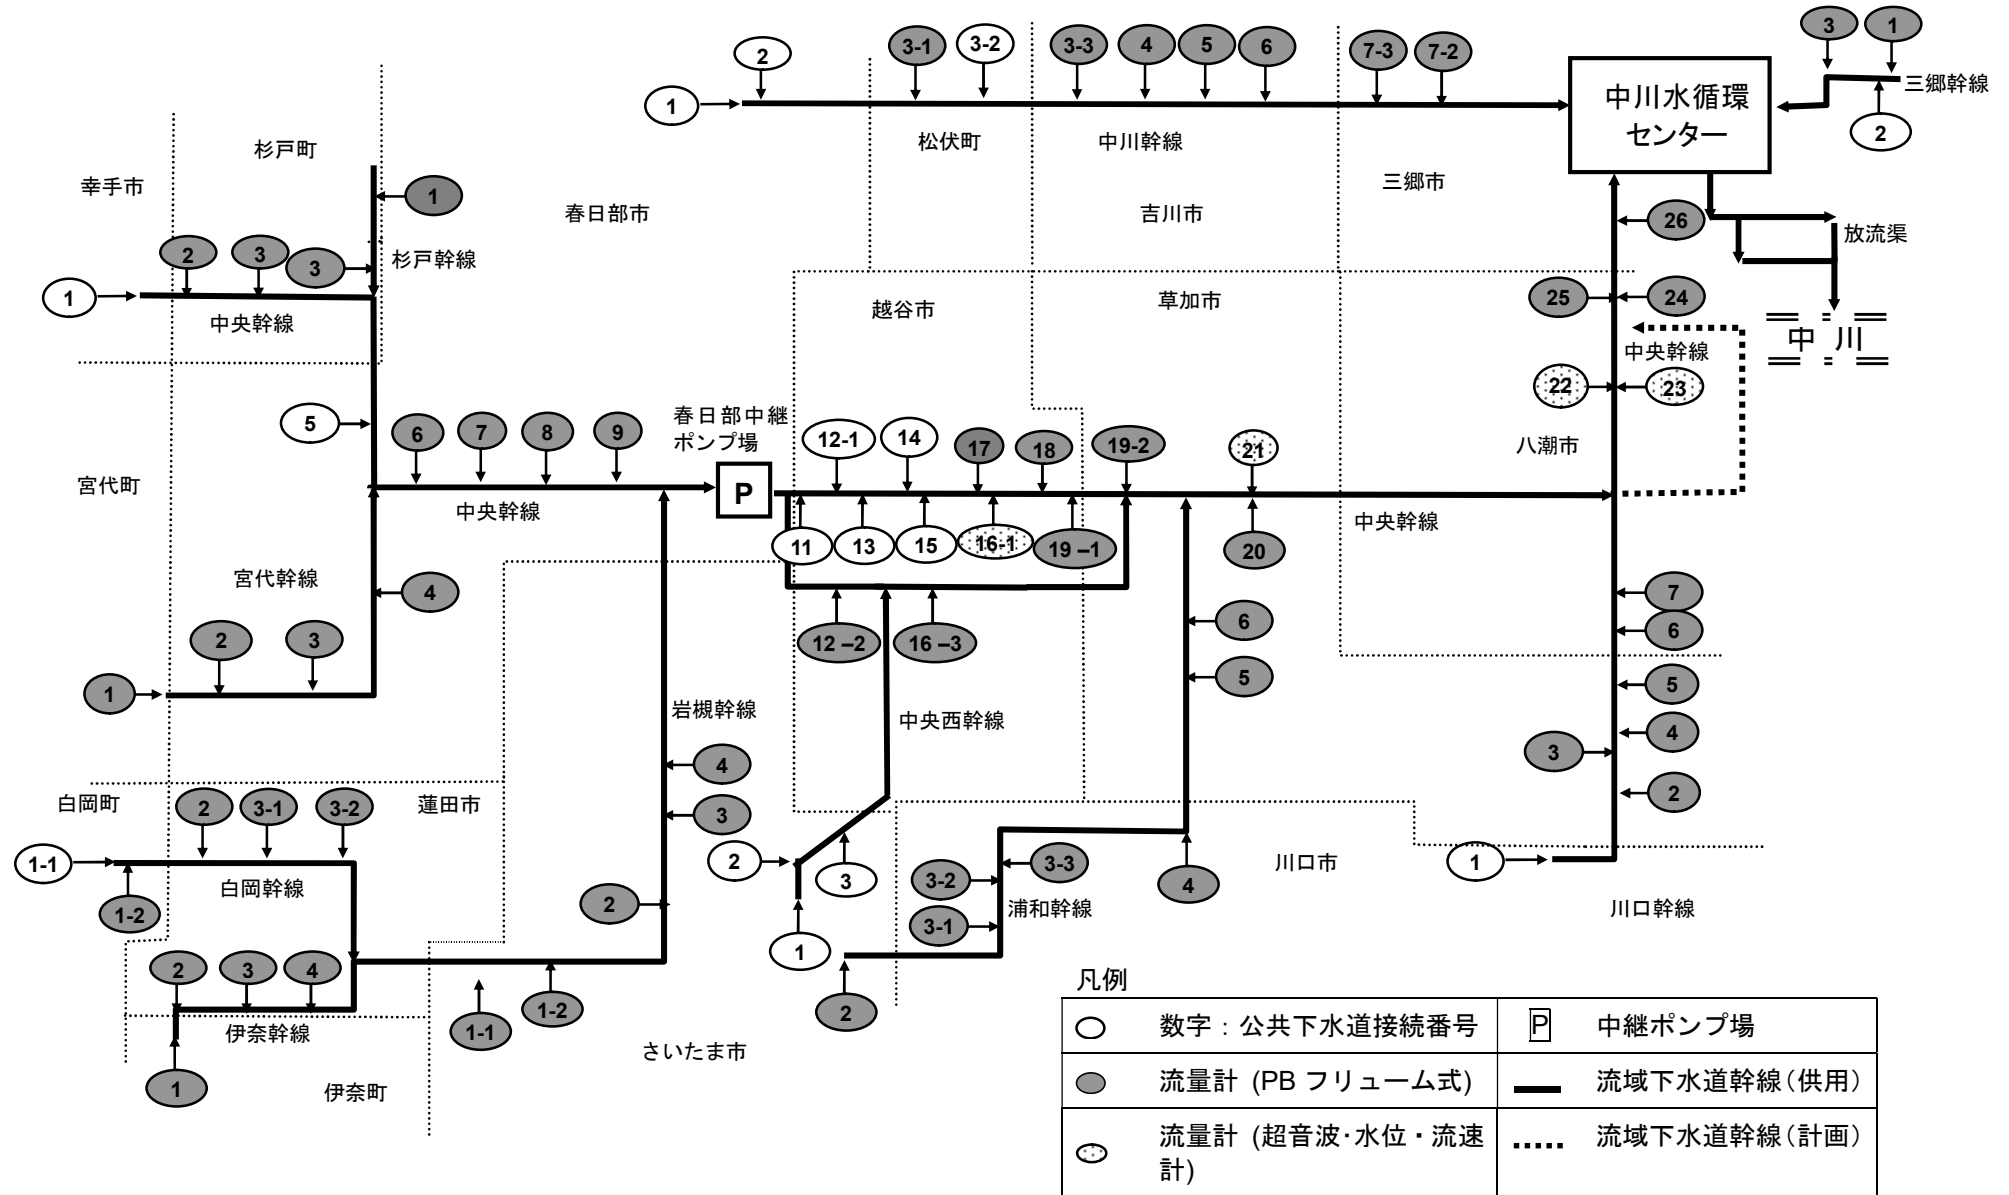 3
1
2
3-1
3-2
3-3
4
5
6
7-3
7-2
1
三郷幹線
2
中川水循環
センター
松伏町
中川幹線
三郷市
杉戸町
幸手市
1
春日部市
吉川市
26
放流渠
2
3
3
杉戸幹線
1
中央幹線
越谷市
草加市
25
24
中 川
中央幹線
22
23
5
6
7
8
9
春日部中継
ポンプ場
12-1
14
17
18
19-2
21
八潮市
宮代町
P
中央幹線
中央幹線
11
13
15
16-1
19–1
20
宮代幹線
4
7
2
3
12–2
16–3
6
6
1
5
5
岩槻幹線
中央西幹線
4
3
4
白岡町
2
3-1
3-2
蓮田市
3
2
1-1
2
3
川口市
1
白岡幹線
3-2
3-3
4
1-2
2
3-1
浦和幹線
川口幹線
1
2
3
4
1-2
2
凡例
伊奈幹線
1-1
さいたま市
1
伊奈町
数字：公共下水道接続番号
P
中継ポンプ場
流量計 (PB フリューム式)
流域下水道幹線（供用）
流量計 (超音波・水位・流速
計)
流域下水道幹線（計画）